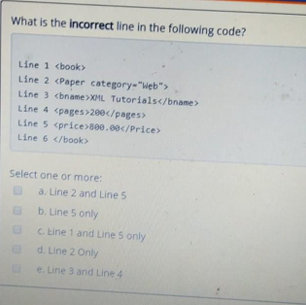 What is the incorrect line in the following code?
Line 1 <book>
Line 2 <Paper category="Web">
Line 3 <bname>XML Tutorials</bname>
Line 4 <pages>200</pages>
Line 5 <price>800.00</Price>
Line 6 </book>
Select one or more:
a. Line 2 and Line 5
b. Line 5 only
c. Line 1 and Line 5 only
d. Line 2 Only
e. Line 3 and Line 4